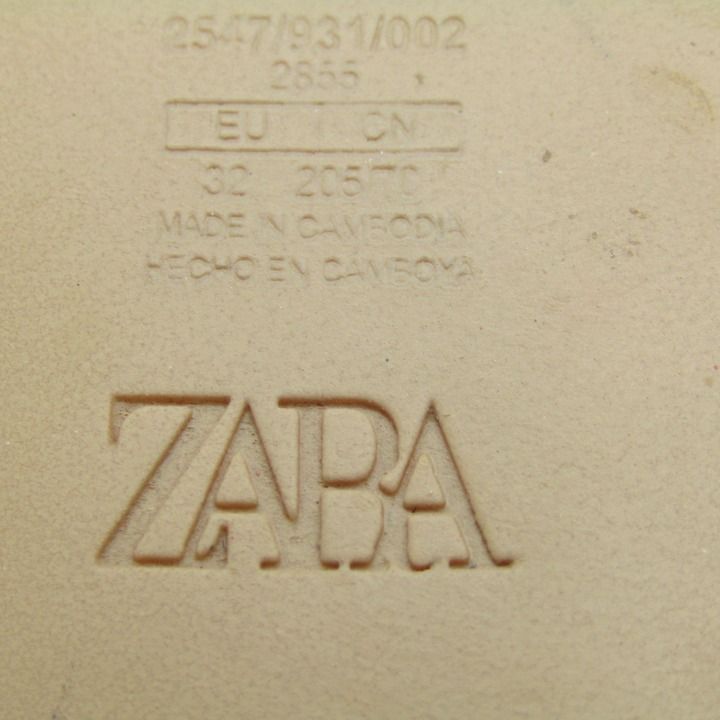 2547/931/002
2855
EU CN
32 205/70
MADE IN CAMBODIA
HECHO EN CAMBOYA
ZARA